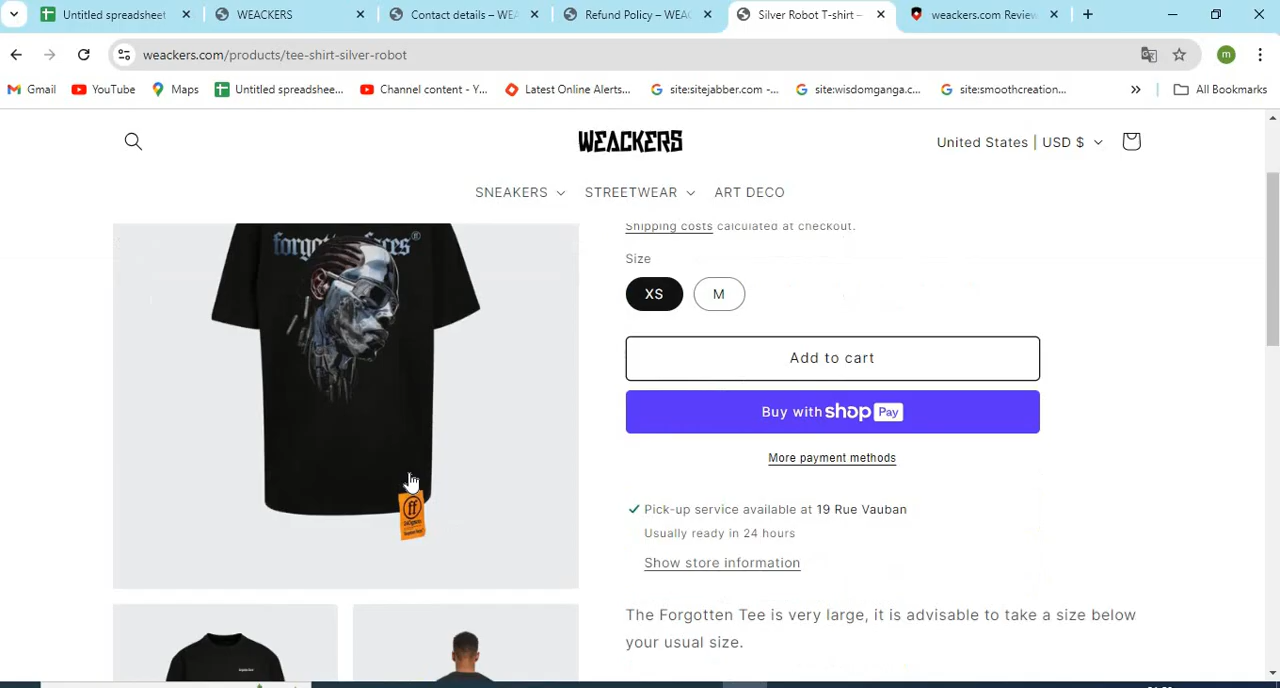 Untitled spreadsheet
WEACKERS
Contact details – WEA
Refund Policy – WEAC
Silver Robot T-shirt –
weackers.com Review
weackers.com/products/tee-shirt-silver-robot
m
Gmail
YouTube
Maps
Untitled spreadshee...
Channel content - Y...
Latest Online Alerts...
site:sitejabber.com -...
site:wisdomganga.c...
site:smoothcreation...
»
All Bookmarks
WEACKERS
United States | USD $
SNEAKERS
STREETWEAR
ART DECO
forgotten faces
ff
Shipping costs calculated at checkout.
Size
XS
M
Add to cart
Buy with shop Pay
More payment methods
Pick-up service available at 19 Rue Vauban
Usually ready in 24 hours
Show store information
The Forgotten Tee is very large, it is advisable to take a size below
your usual size.